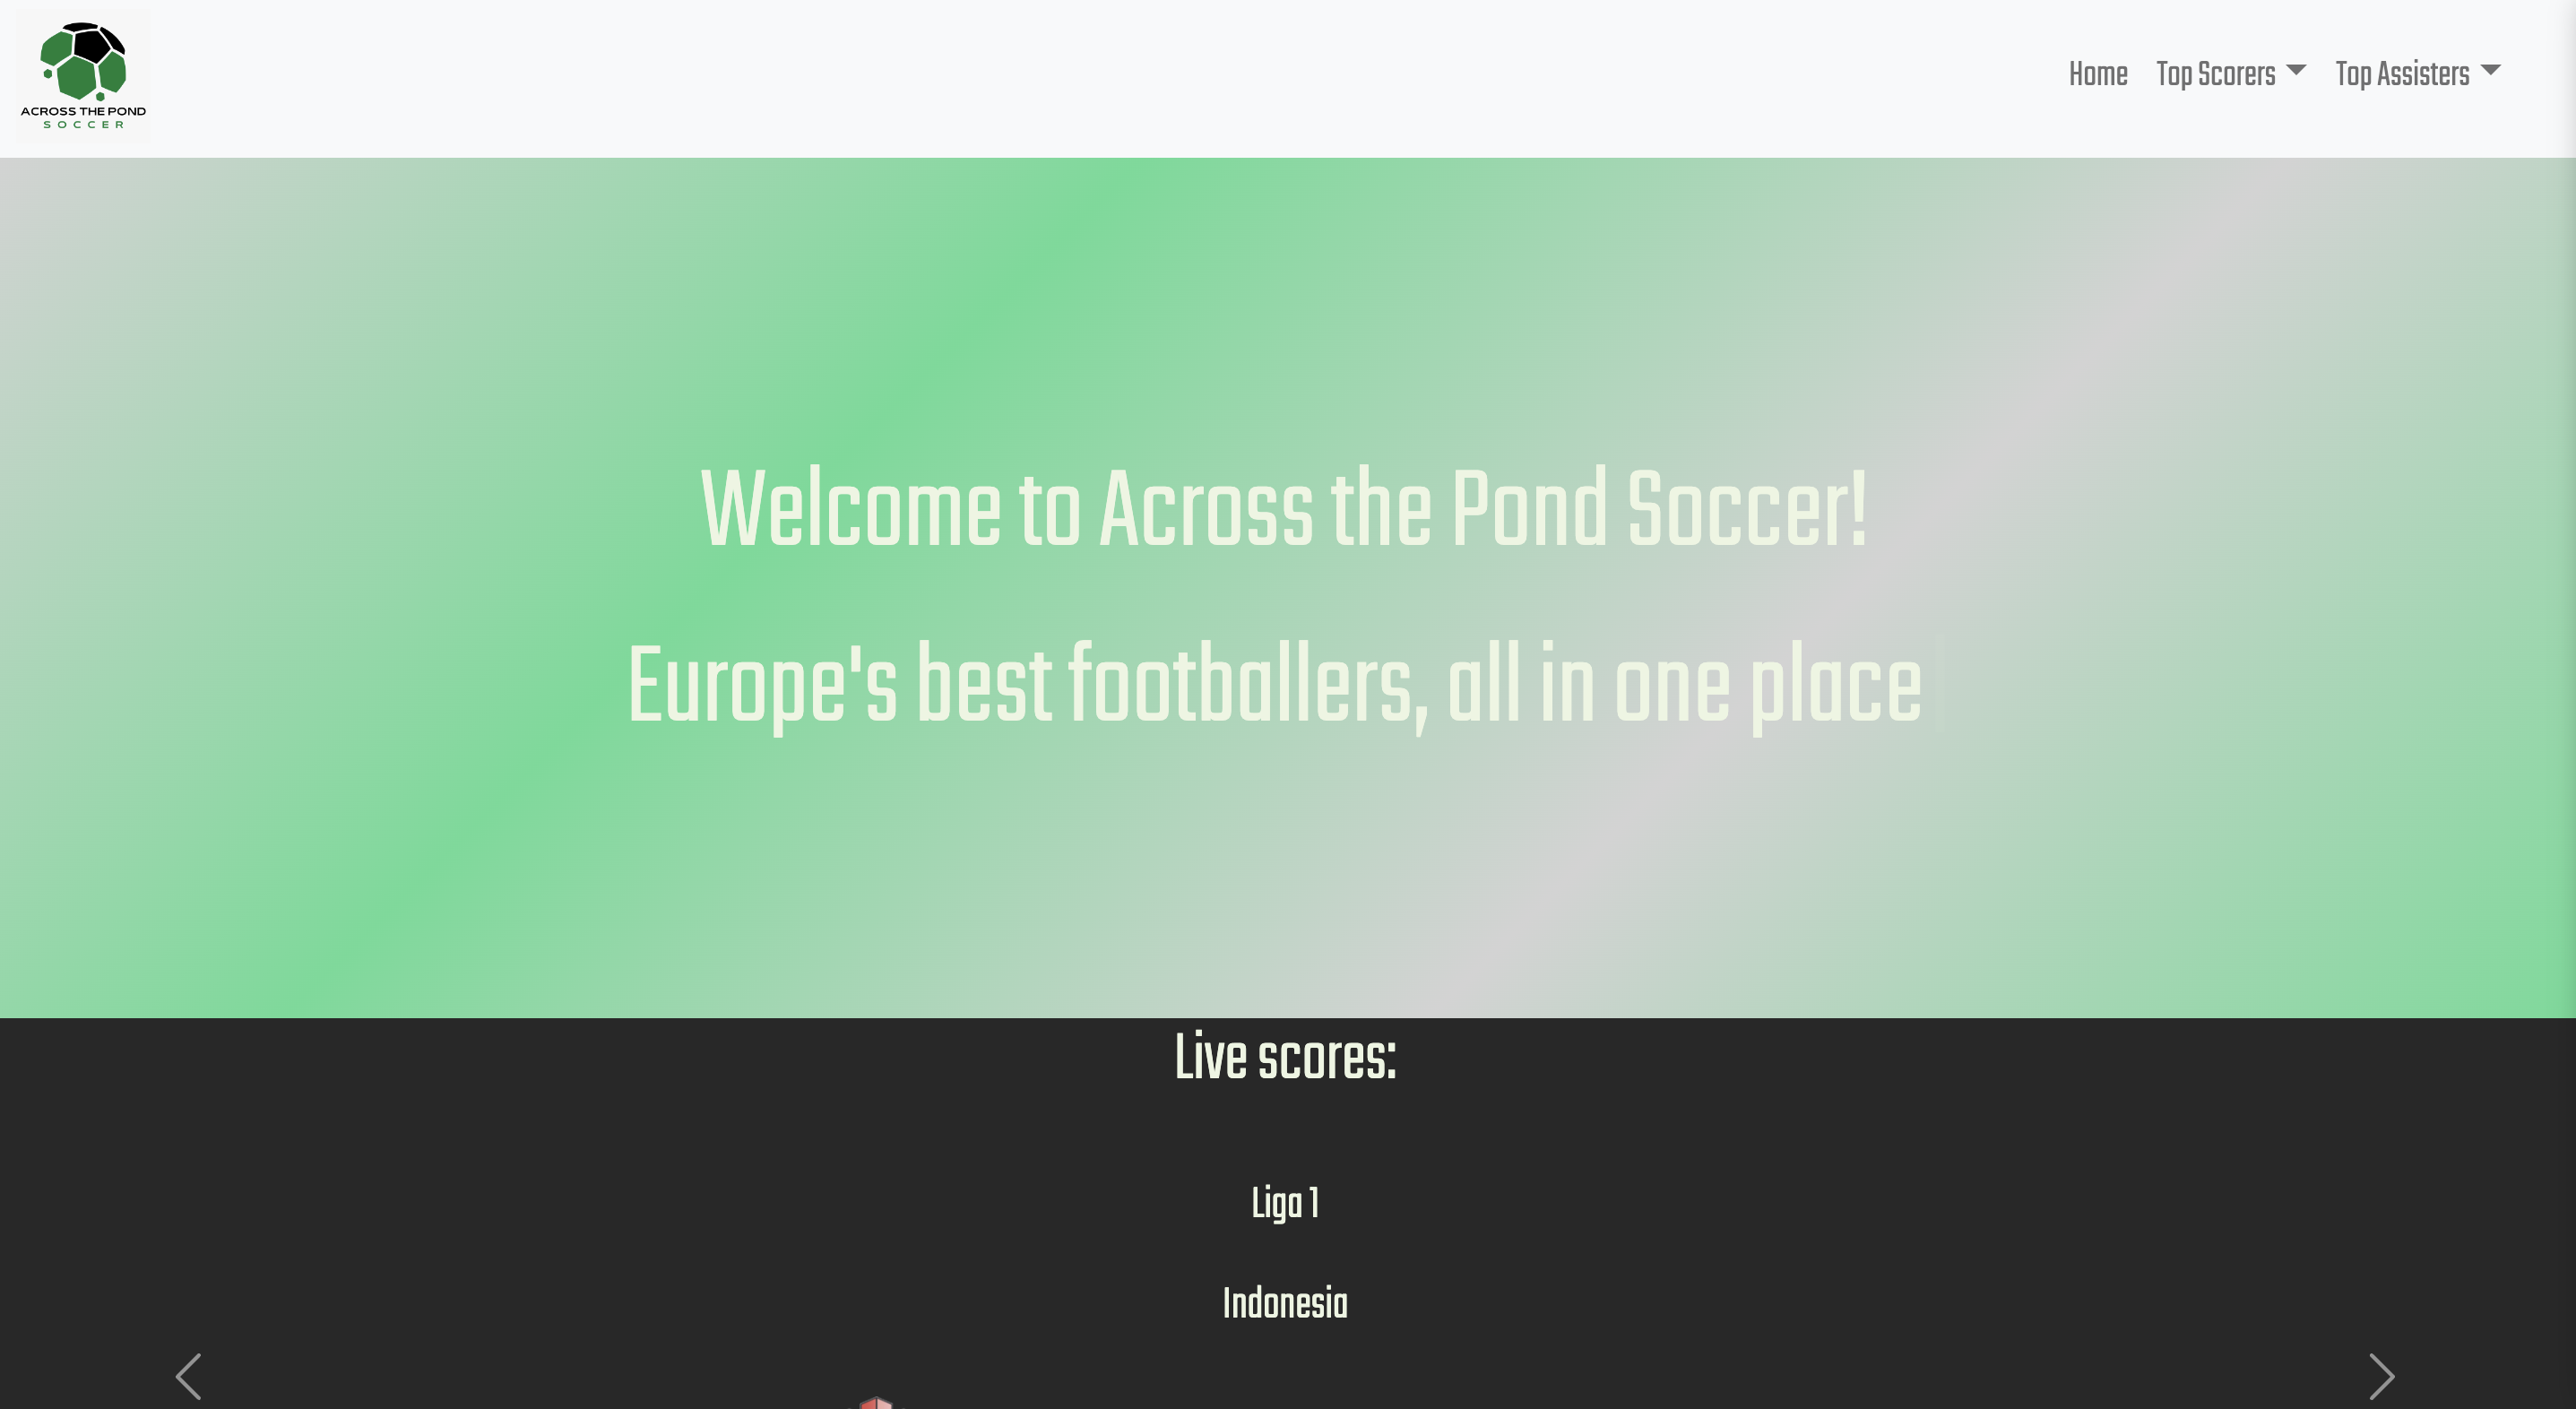 ACROSS THE POND
SOCCER
Home Top Scorers Top Assisters
Welcome to Across the Pond Soccer!
Europe's best footballers, all in one place
Live scores:
Liga 1
Indonesia